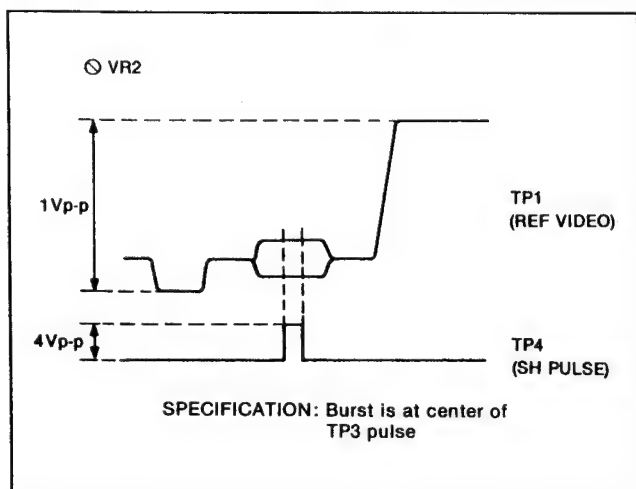 ⦸ VR2
1Vp-p
TP1
(REF VIDEO)
4Vp-p
TP4
(SH PULSE)
SPECIFICATION: Burst is at center of
TP3 pulse